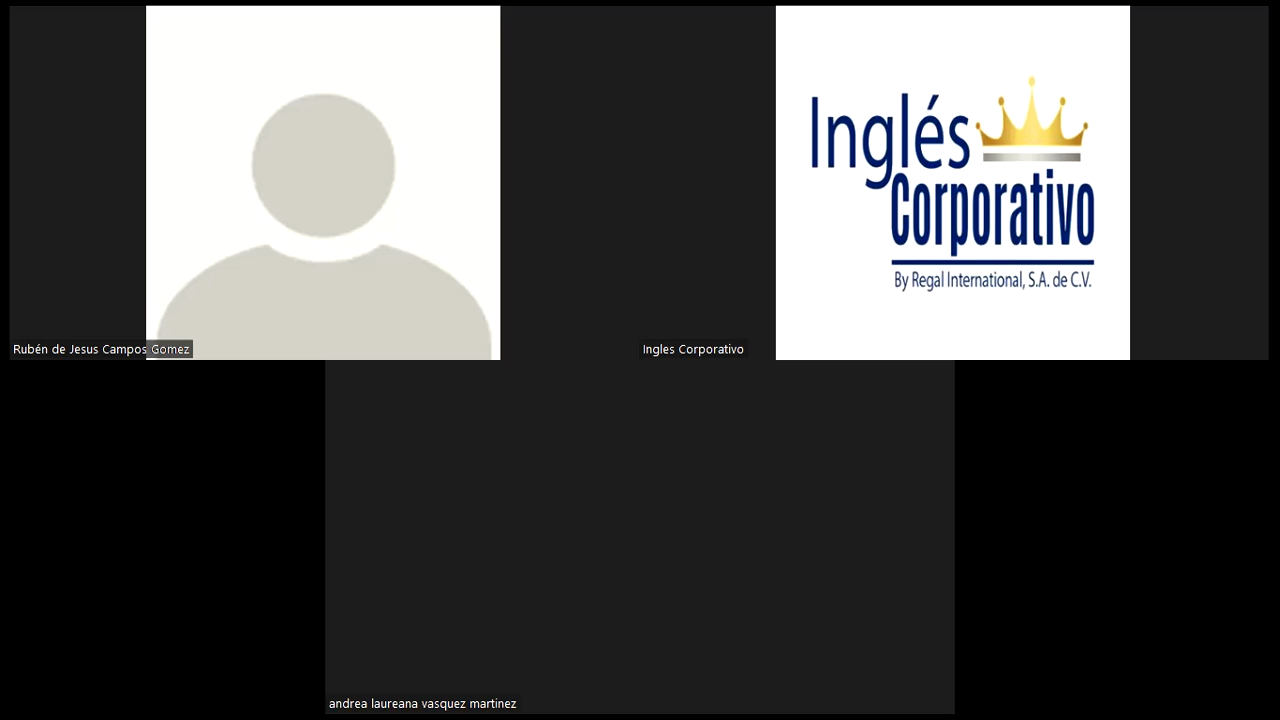 Inglés
Corporativo
By Regal International, S.A. de C.V.
Rubén de Jesus Campos Gomez
Ingles Corporativo
andrea laureana vasquez martinez